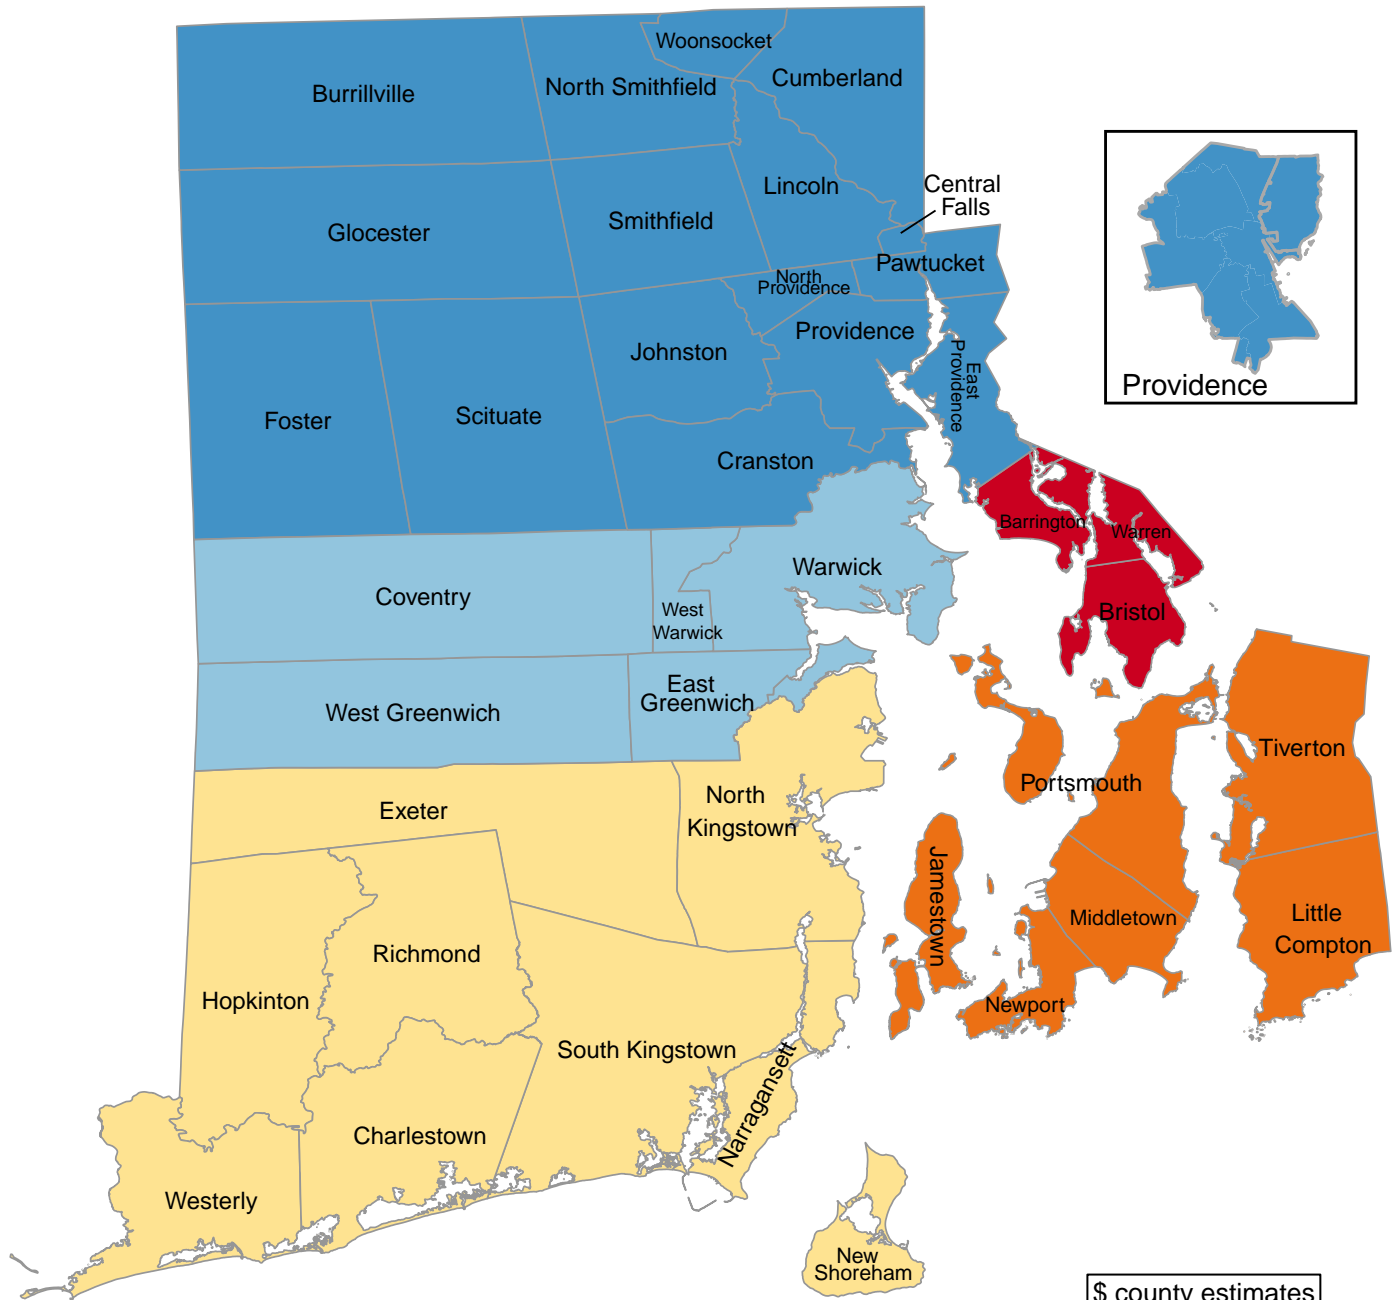 Woonsocket
Burrillville
North Smithfield
Cumberland
Central
Falls
Lincoln
Glocester
Smithfield
Pawtucket
North
Providence
Providence
Johnston
East
Providence
Foster
Scituate
Cranston
Providence
Barrington
Warren
Warwick
Coventry
West
Warwick
Bristol
East
Greenwich
West Greenwich
Tiverton
Portsmouth
Exeter
North
Kingstown
Jamestown
Middletown
Little
Compton
Richmond
Hopkinton
Newport
South Kingstown
Narragansett
Charlestown
Westerly
New
Shoreham
$ county estimates